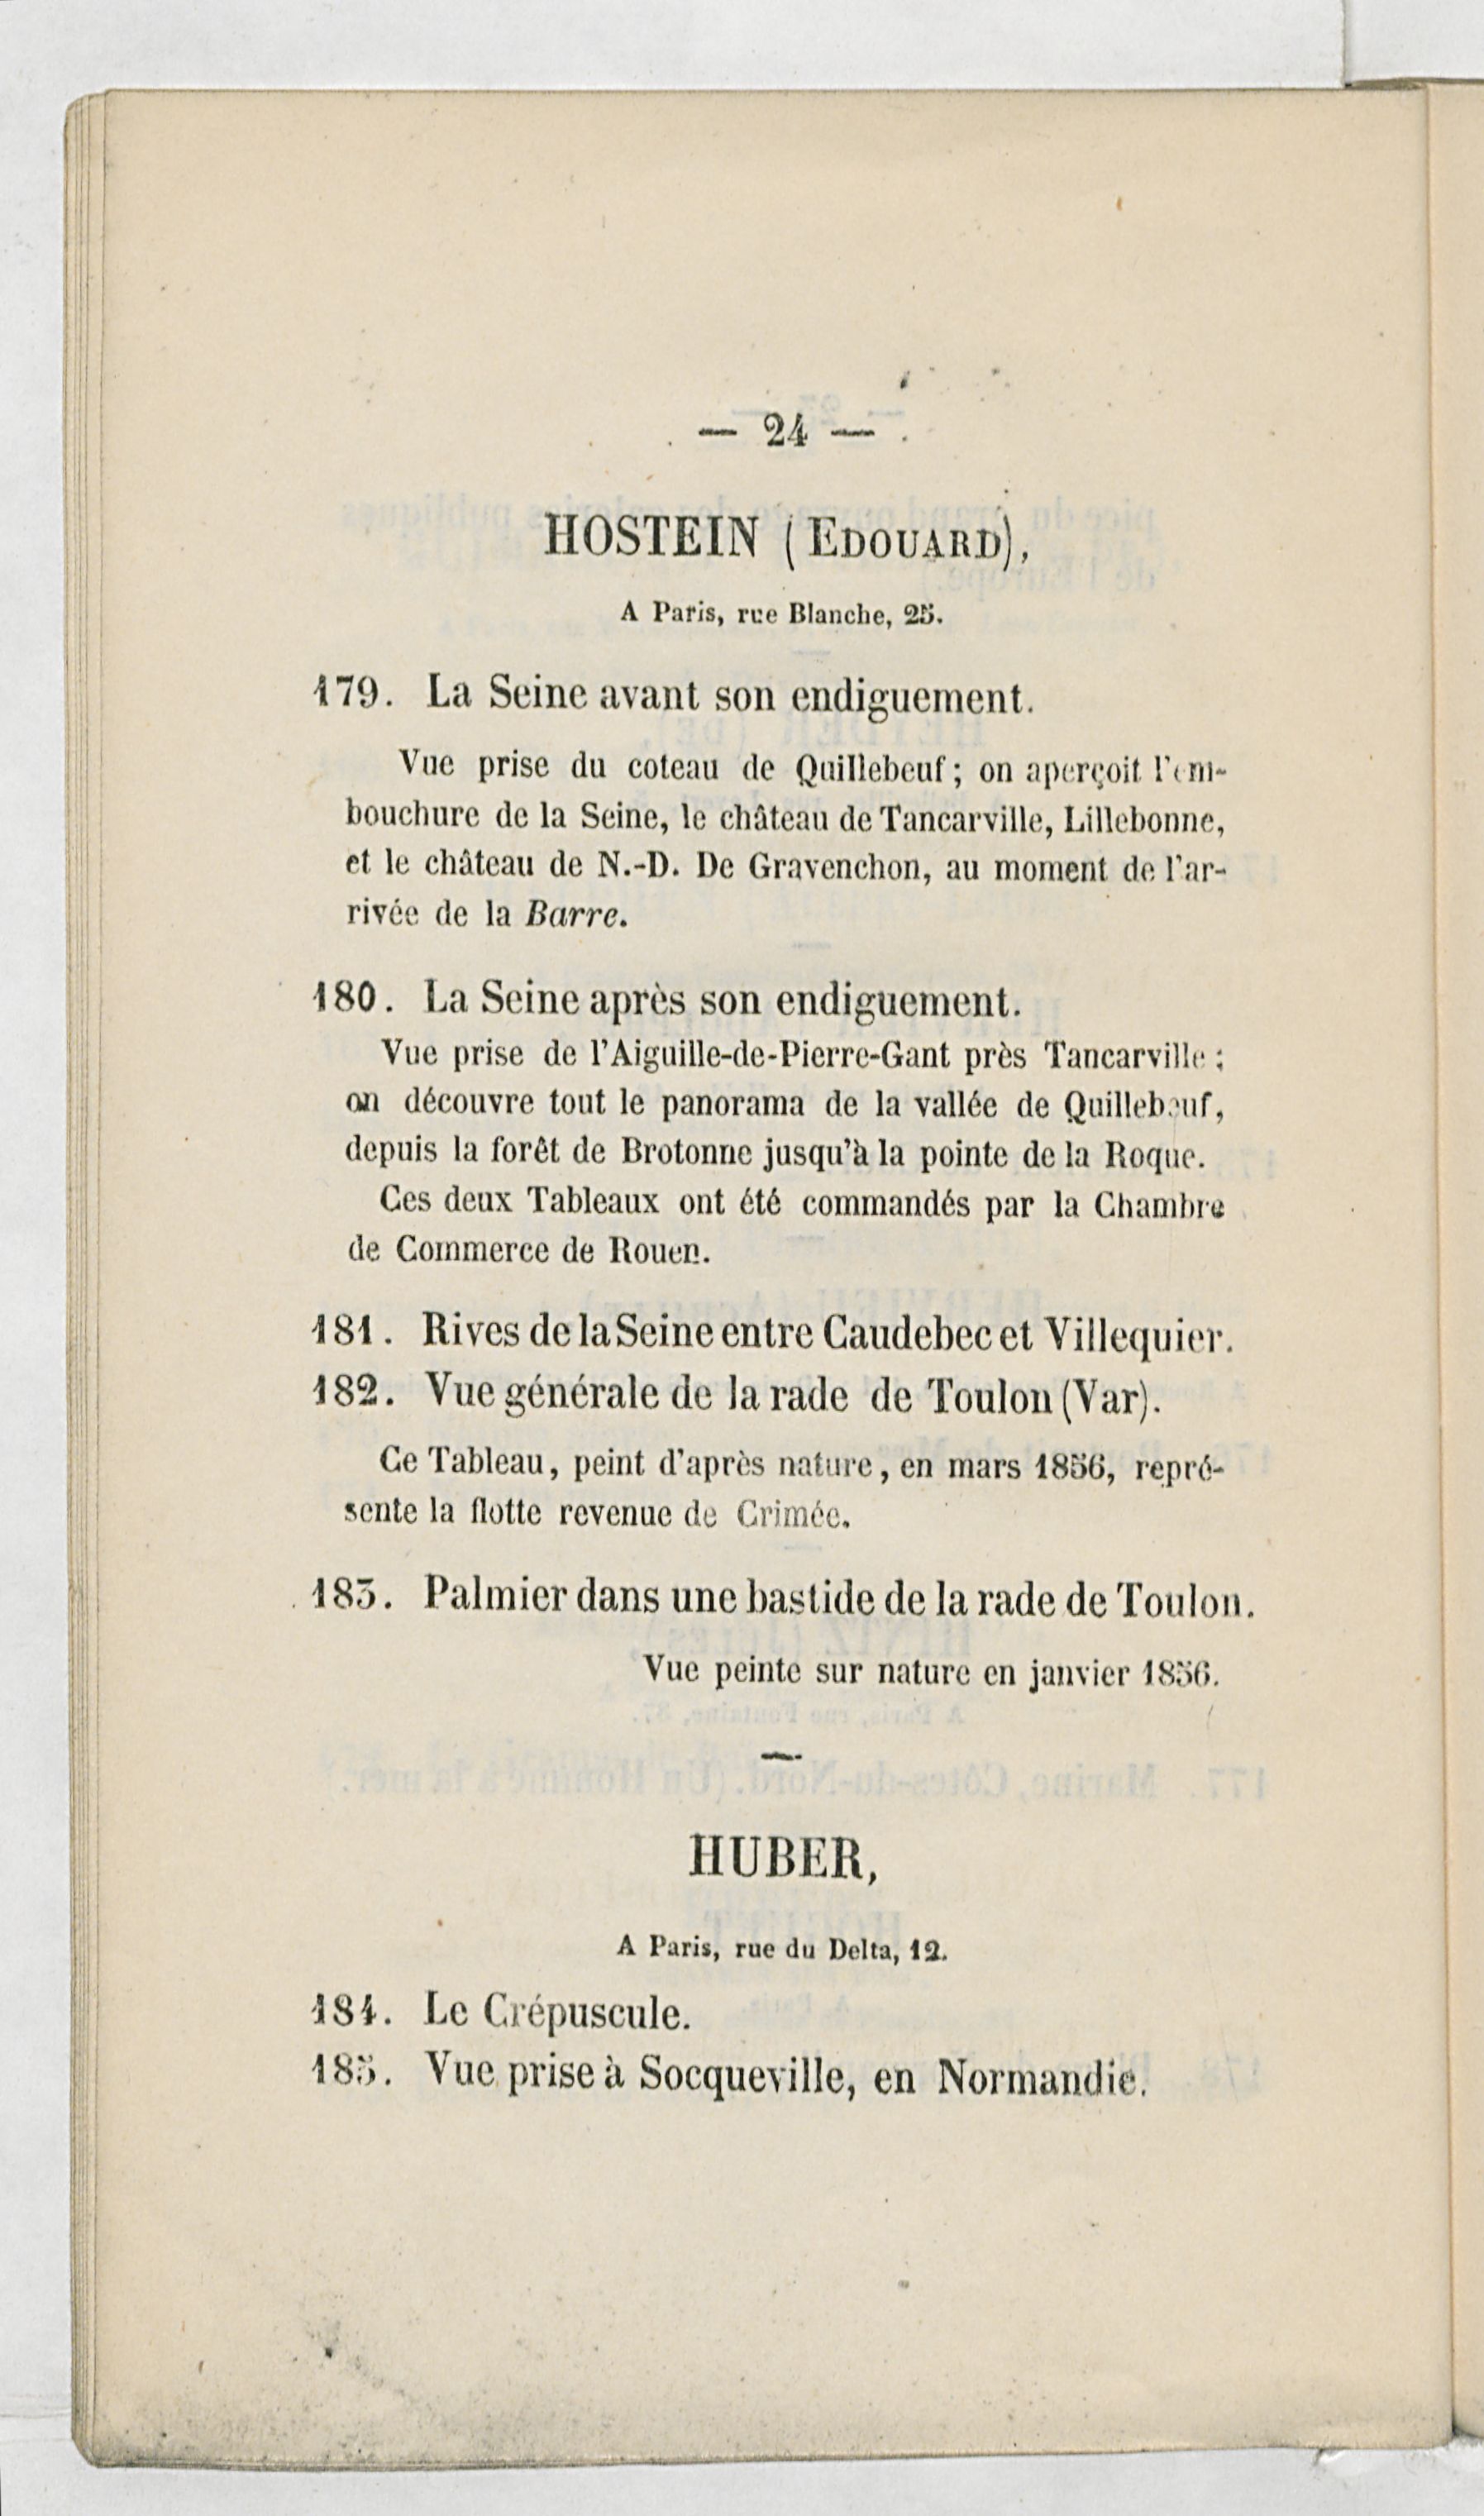 — 24 —
HOSTEIN (EDOUARD),
A Paris, rue Blanche, 25.
179. La Seine avant son endiguement.
Vue prise du coteau de Quillebeuf; on aperçoit l'em-
bouchure de la Seine, le château de Tancarville, Lillebonne,
et le château de N.-D. De Gravenchon, au moment de l'ar-
rivée de la Barre.
180. La Seine après son endiguement.
Vue prise de l'Aiguille-de-Pierre-Gant près Tancarville;
on découvre tout le panorama de la vallée de Quillebeuf,
depuis la forêt de Brotonne jusqu'à la pointe de la Roque.
Ces deux Tableaux ont été commandés par la Chambre
de Commerce de Rouen.
181. Rives de la Seine entre Caudebec et Villequier.
182. Vue générale de la rade de Toulon (Var).
Ce Tableau, peint d'après nature, en mars 1856, repré-
sente la flotte revenue de Crimée.
183. Palmier dans une bastide de la rade de Toulon.
Vue peinte sur nature en janvier 1856.
HUBER,
A Paris, rue du Delta, 12.
184. Le Crépuscule.
185. Vue prise à Socqueville, en Normandie.